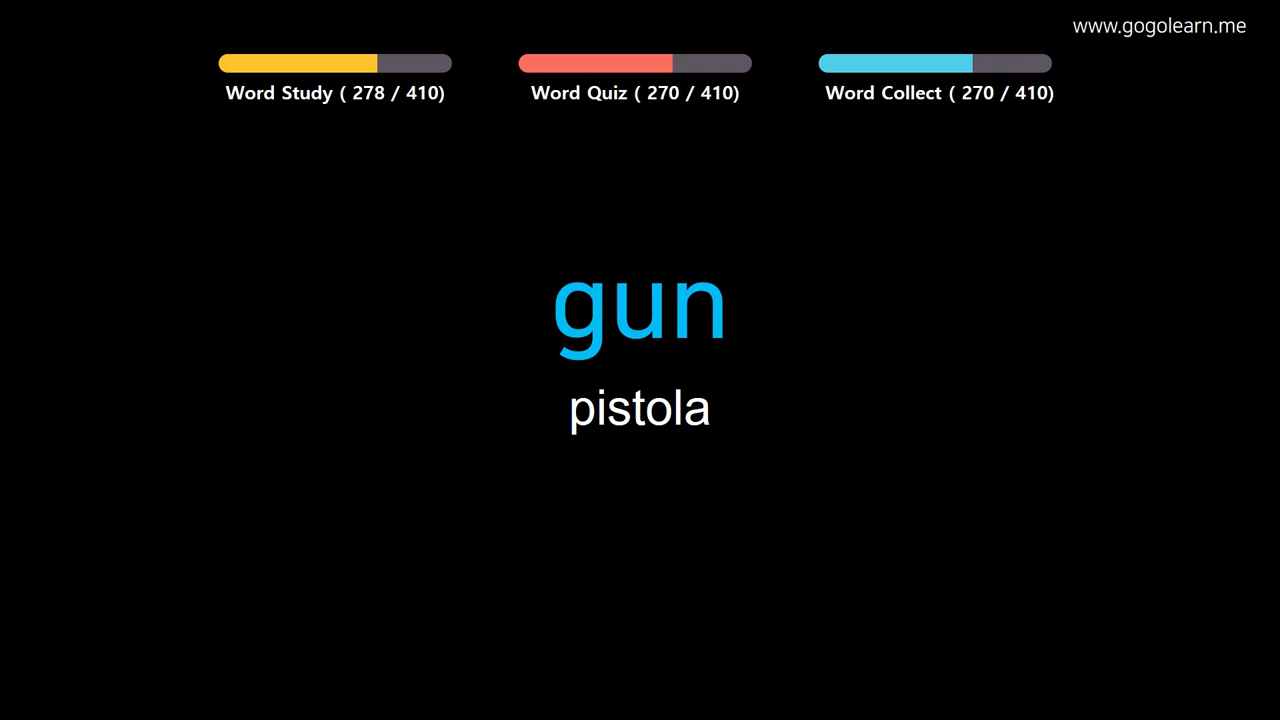 www.gogolearn.me
Word Study ( 278 / 410)
Word Quiz ( 270 / 410)
Word Collect ( 270 / 410)
gun
pistola